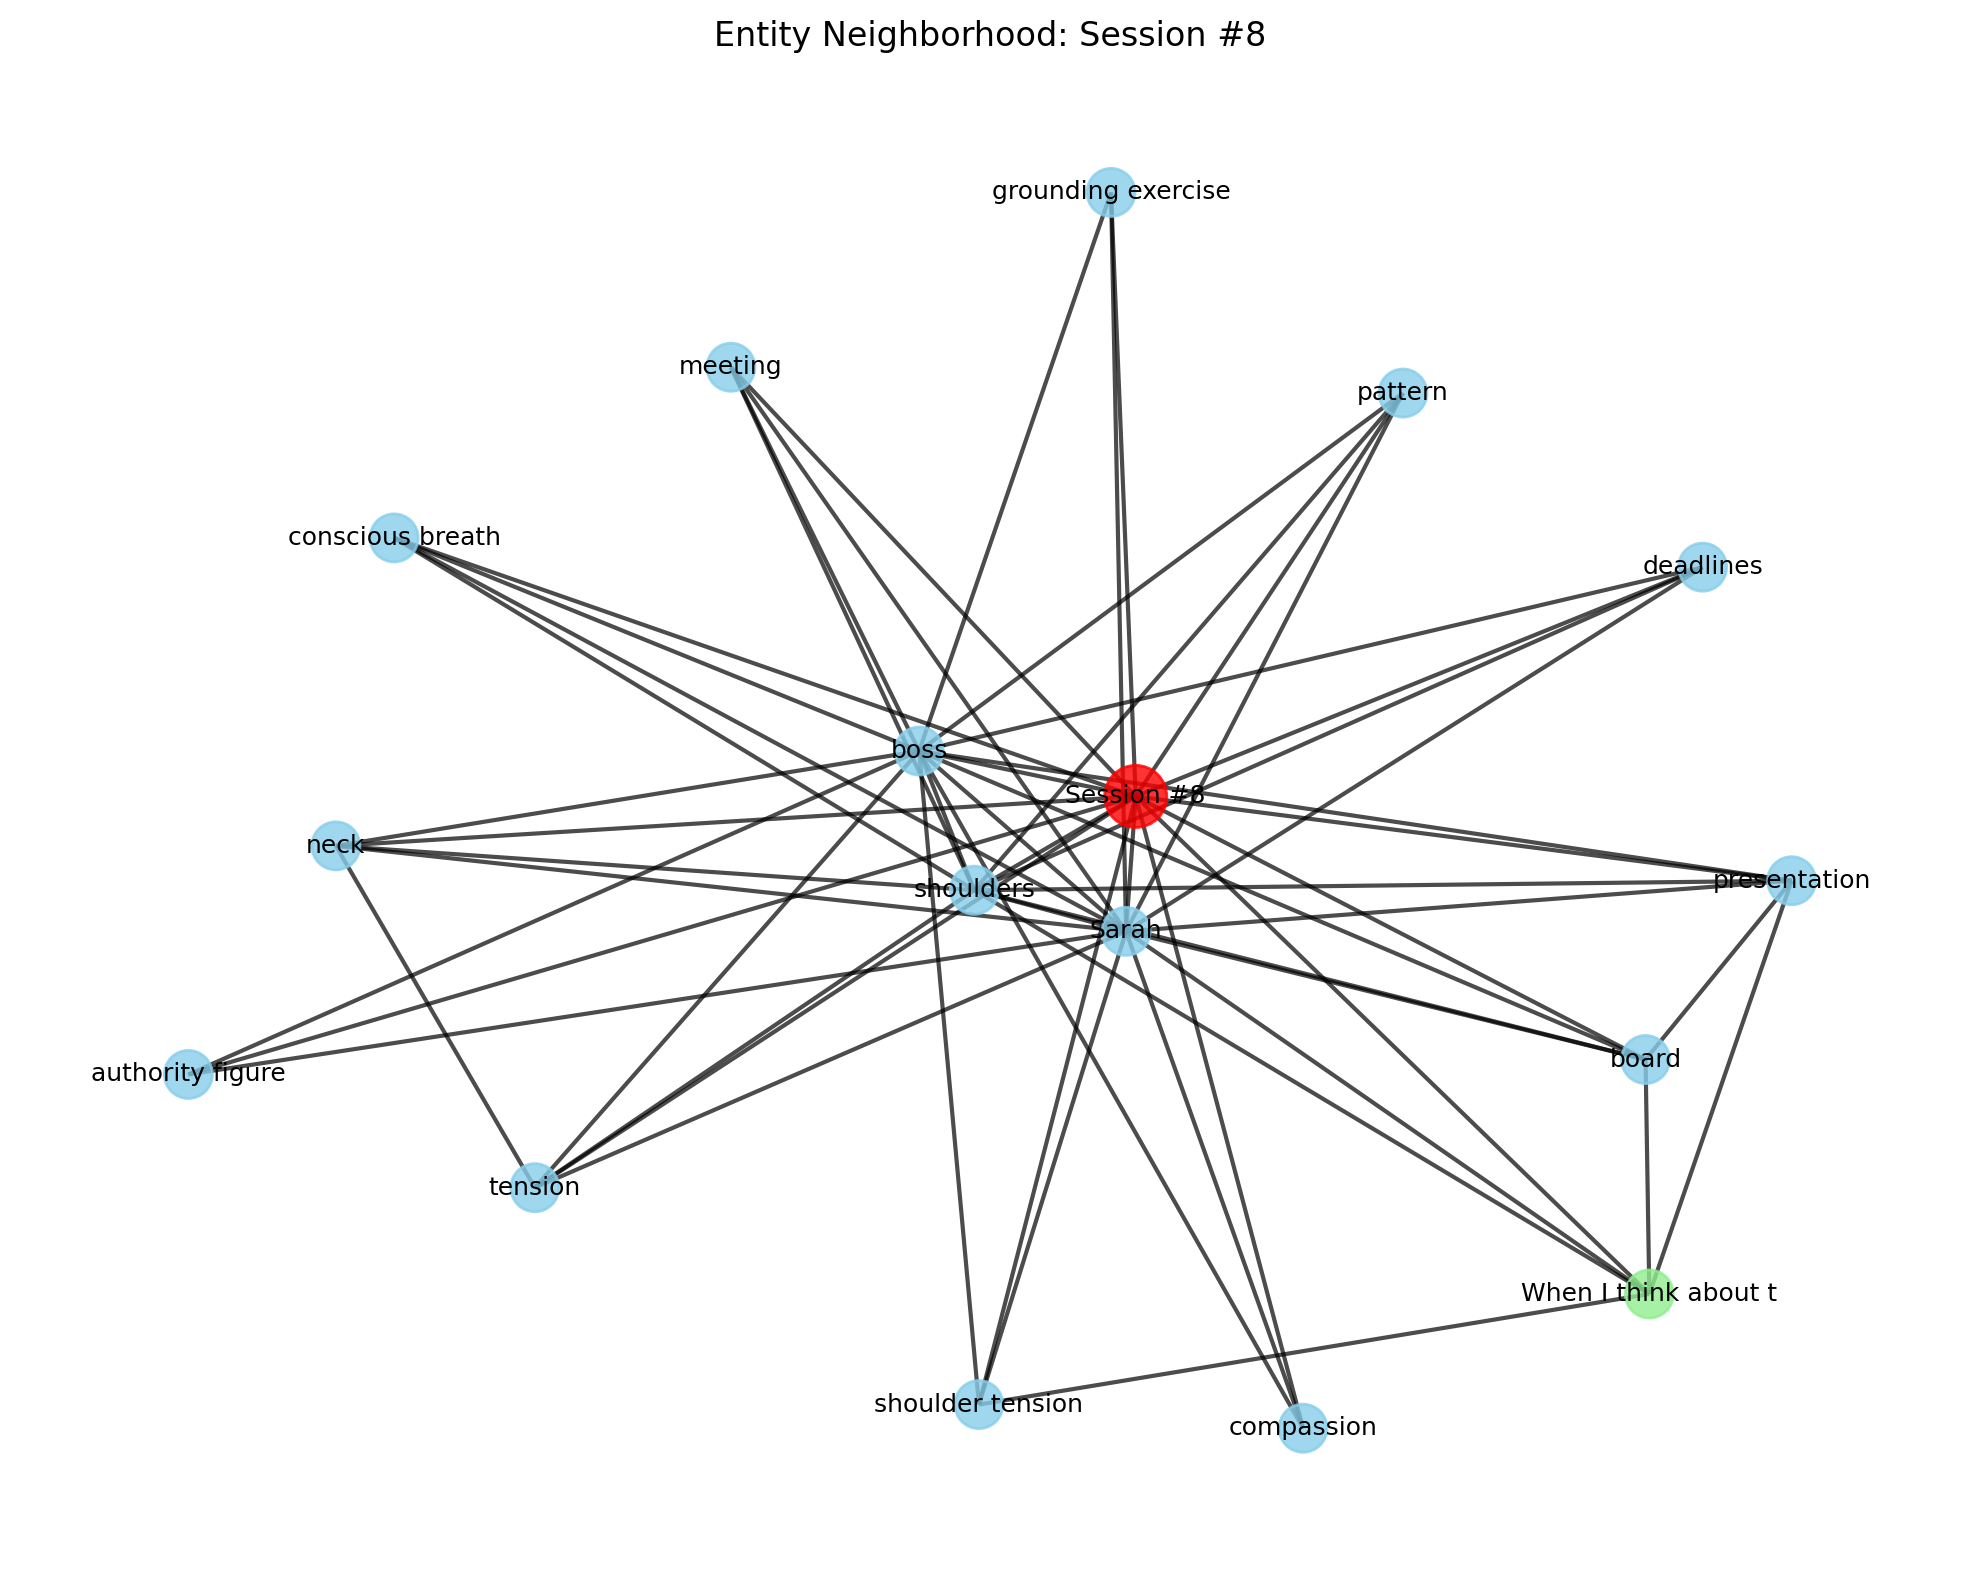 Entity Neighborhood: Session #8
grounding exercise
meeting
pattern
conscious breath
deadlines
boss
Session #8
neck
shoulders
presentation
Sarah
board
authority figure
tension
When I think about t
shoulder tension
compassion